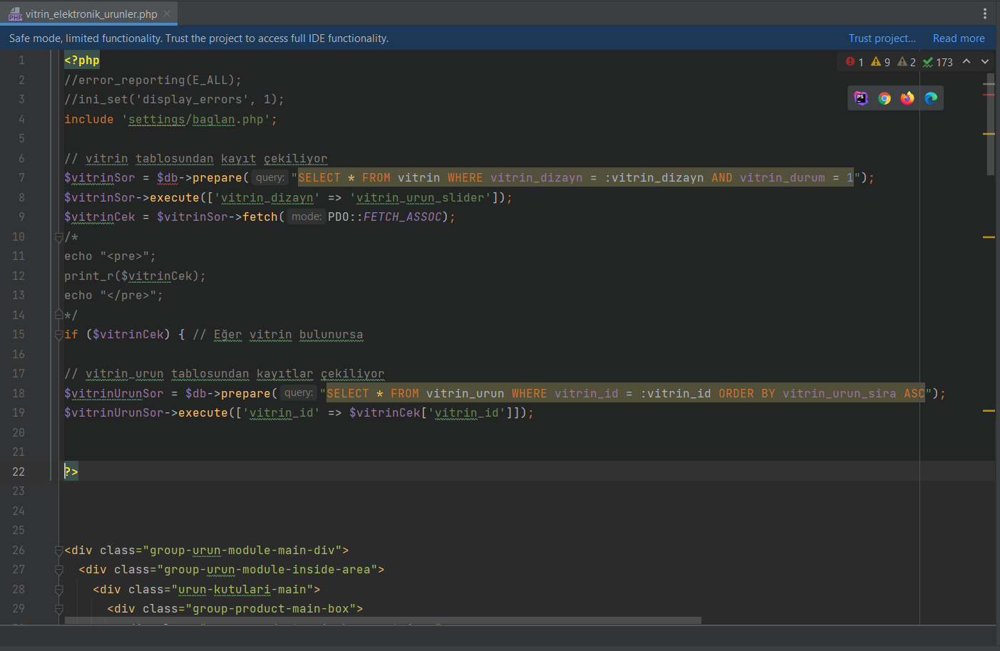 vitrin_elektronik_urunler.php
Safe mode, limited functionality. Trust the project to access full IDE functionality. Trust project... Read more
1 <?php
1 9 2 173
2 //error_reporting(E_ALL);
3 //ini_set('display_errors', 1);
4 include 'settings/baglan.php';
5
6 // vitrin tablosundan kayıt çekiliyor
7 $vitrinSor = $db->prepare( query: "SELECT * FROM vitrin WHERE vitrin_dizayn = :vitrin_dizayn AND vitrin_durum = 1");
8 $vitrinSor->execute(['vitrin_dizayn' => 'vitrin_urun_slider']);
9 $vitrinCek = $vitrinSor->fetch( mode: PDO::FETCH_ASSOC);
10 /*
11 echo "<pre>";
12 print_r($vitrinCek);
13 echo "</pre>";
14 */
15 if ($vitrinCek) { // Eğer vitrin bulunursa
16
17 // vitrin_urun tablosundan kayıtlar çekiliyor
18 $vitrinUrunSor = $db->prepare( query: "SELECT * FROM vitrin_urun WHERE vitrin_id = :vitrin_id ORDER BY vitrin_urun_sira ASC");
19 $vitrinUrunSor->execute(['vitrin_id' => $vitrinCek['vitrin_id']]);
20
21
22 ?>
23
24
25
26 <div class="group-urun-module-main-div">
27 <div class="group-urun-module-inside-area">
28 <div class="urun-kutulari-main">
29 <div class="group-product-main-box">